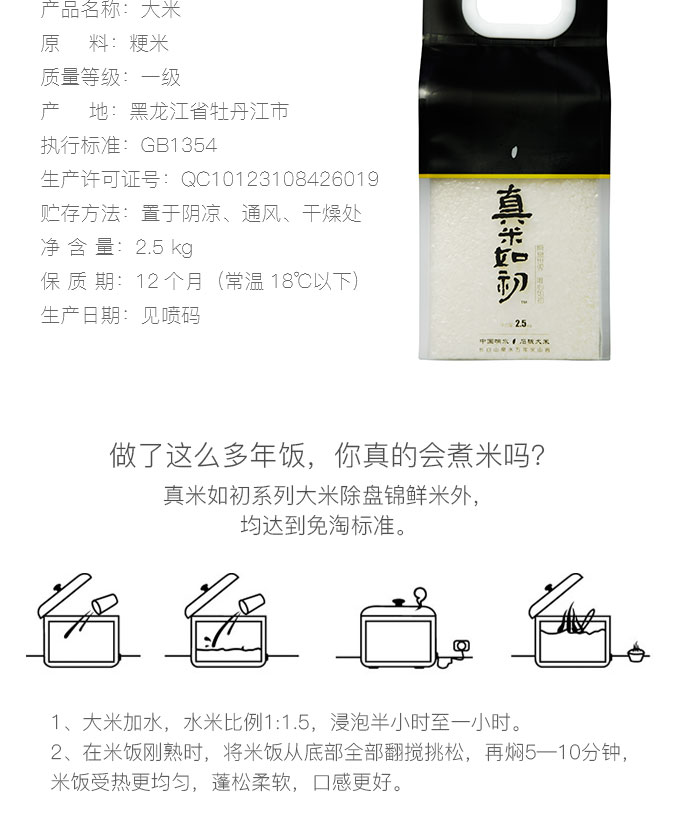 产品名称：大米
原 料：粳米
质量等级：一级
产 地：黑龙江省牡丹江市
执行标准：GB1354
生产许可证号：QC10123108426019
贮存方法：置于阴凉、通风、干燥处
净 含 量：2.5 kg
保 质 期：12 个月（常温 18℃以下）
生产日期：见喷码
真米如初
2.5
中国响水 石板大米
做了这么多年饭，你真的会煮米吗？
真米如初系列大米除盘锦鲜米外，
均达到免淘标准。
1、大米加水，水米比例1:1.5，浸泡半小时至一小时。
2、在米饭刚熟时，将米饭从底部全部翻搅挑松，再焖5—10分钟，
米饭受热更均匀，蓬松柔软，口感更好。